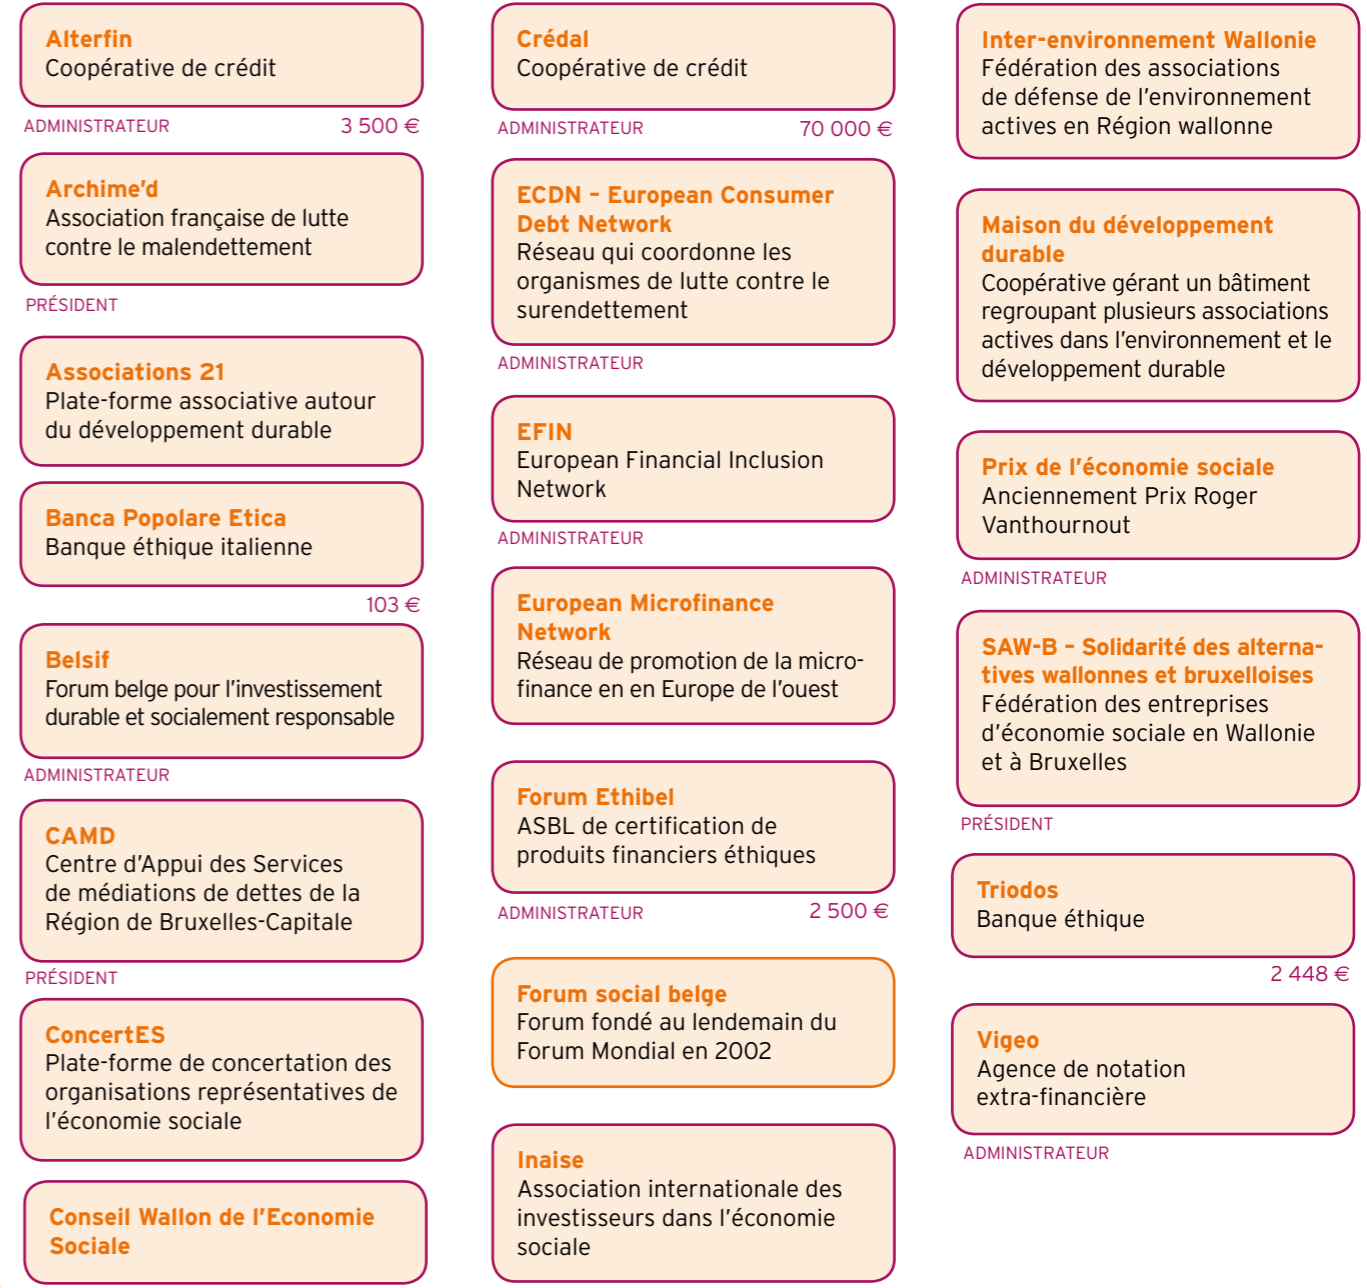 Alterfin
Coopérative de crédit
ADMINISTRATEUR 3 500 €
Archime’d
Association française de lutte
contre le malendettement
PRÉSIDENT
Associations 21
Plate-forme associative autour
du développement durable
Banca Popolare Etica
Banque éthique italienne
103 €
Belsif
Forum belge pour l’investissement
durable et socialement responsable
ADMINISTRATEUR
CAMD
Centre d’Appui des Services
de médiations de dettes de la
Région de Bruxelles-Capitale
PRÉSIDENT
ConcertES
Plate-forme de concertation des
organisations représentatives de
l’économie sociale
Conseil Wallon de l’Economie
Sociale
Crédal
Coopérative de crédit
ADMINISTRATEUR 70 000 €
ECDN – European Consumer
Debt Network
Réseau qui coordonne les
organismes de lutte contre le
surendettement
ADMINISTRATEUR
EFIN
European Financial Inclusion
Network
ADMINISTRATEUR
European Microfinance
Network
Réseau de promotion de la micro-
finance en en Europe de l’ouest
Forum Ethibel
ASBL de certification de
produits financiers éthiques
ADMINISTRATEUR 2 500 €
Forum social belge
Forum fondé au lendemain du
Forum Mondial en 2002
Inaise
Association internationale des
investisseurs dans l’économie
sociale
Inter-environnement Wallonie
Fédération des associations
de défense de l’environnement
actives en Région wallonne
Maison du développement
durable
Coopérative gérant un bâtiment
regroupant plusieurs associations
actives dans l’environnement et le
développement durable
Prix de l’économie sociale
Anciennement Prix Roger
Vanthournout
ADMINISTRATEUR
SAW-B – Solidarité des alterna-
tives wallonnes et bruxelloises
Fédération des entreprises
d’économie sociale en Wallonie
et à Bruxelles
PRÉSIDENT
Triodos
Banque éthique
2 448 €
Vigeo
Agence de notation
extra-financière
ADMINISTRATEUR